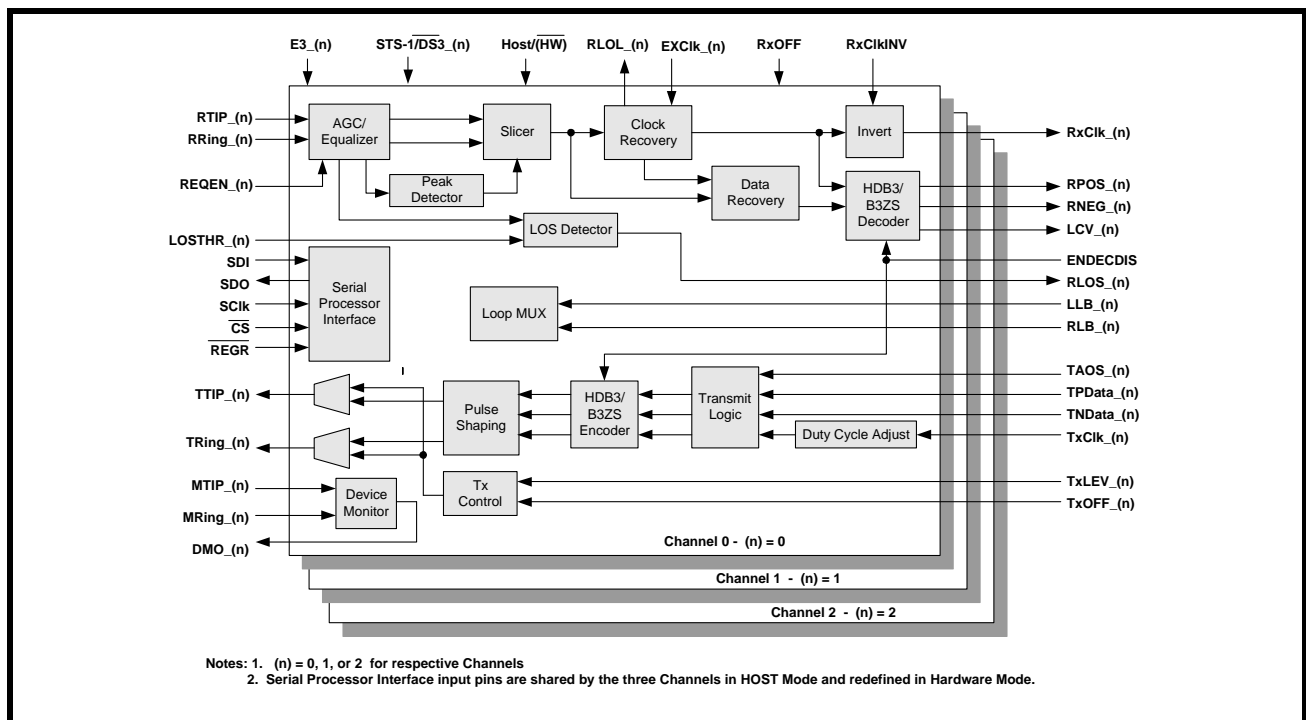 E3_(n)
STS-1/DS3_(n)
Host/(HW)
RLOL_(n)
EXClk_(n)
RxOFF
RxClkINV
RTIP_(n)
RRing_(n)
REQEN_(n)
LOSTHR_(n)
SDI
SDO
SClk
CS
REGR
TTIP_(n)
TRing_(n)
MTIP_(n)
MRing_(n)
DMO_(n)
AGC/
Equalizer
Peak
Detector
Slicer
LOS Detector
Clock
Recovery
Data
Recovery
Invert
HDB3/
B3ZS
Decoder
Serial
Processor
Interface
Loop MUX
Pulse
Shaping
HDB3/
B3ZS
Encoder
Transmit
Logic
Duty Cycle Adjust
Tx
Control
Device
Monitor
RxClk_(n)
RPOS_(n)
RNEG_(n)
LCV_(n)
ENDECDIS
RLOS_(n)
LLB_(n)
RLB_(n)
TAOS_(n)
TPData_(n)
TNData_(n)
TxClk_(n)
TxLEV_(n)
TxOFF_(n)
Channel 0 - (n) = 0
Channel 1 - (n) = 1
Channel 2 - (n) = 2
Notes: 1. (n) = 0, 1, or 2 for respective Channels
2. Serial Processor Interface input pins are shared by the three Channels in HOST Mode and redefined in Hardware Mode.